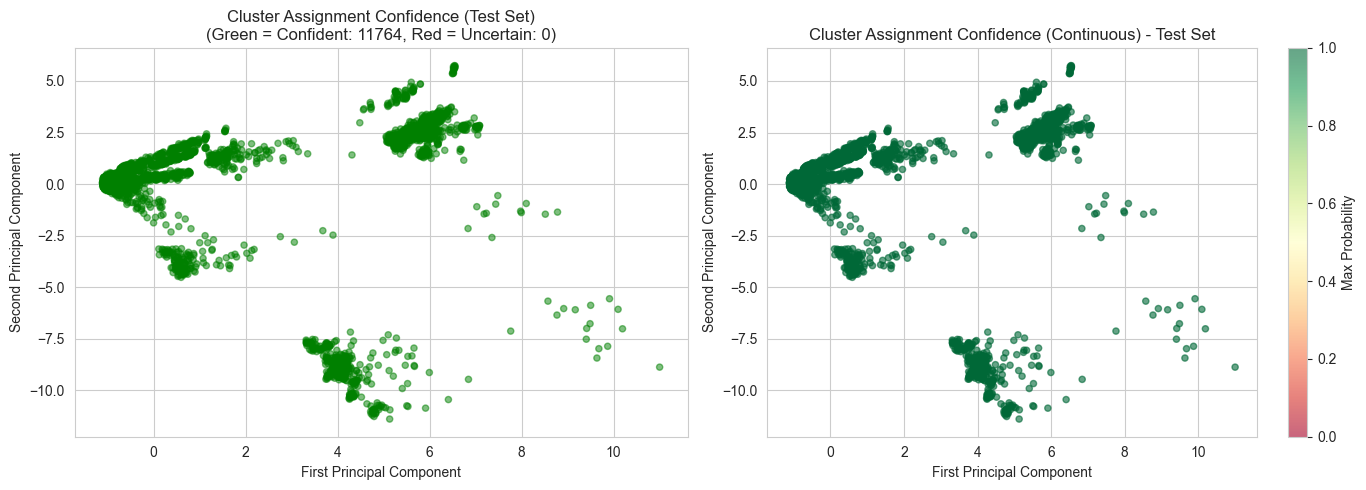 Cluster Assignment Confidence (Test Set)
(Green = Confident: 11764, Red = Uncertain: 0)
5.0
2.5
0.0
−2.5
−5.0
−7.5
−10.0
Second Principal Component
0 2 4 6 8 10
First Principal Component
Cluster Assignment Confidence (Continuous) - Test Set
5.0
2.5
0.0
−2.5
−5.0
−7.5
−10.0
Second Principal Component
0 2 4 6 8 10
First Principal Component
1.0
0.8
0.6
0.4
0.2
0.0
Max Probability